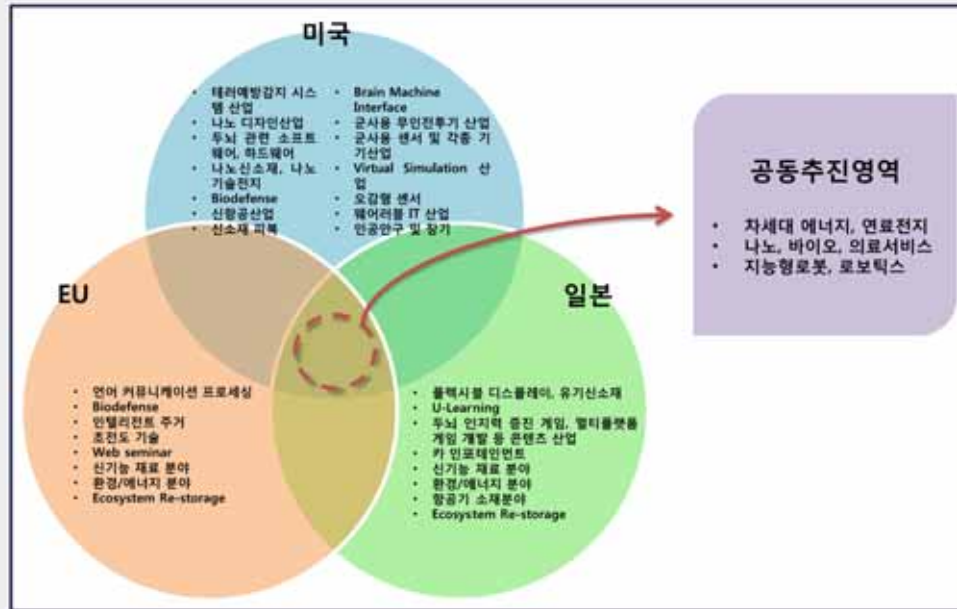 미국
• 테러예방감지 시스
템 산업
• 나노 디자인산업
• 두뇌 관련 소프트
웨어, 하드웨어
• 나노신소재, 나노
기술전지
• Biodefense
• 신항공산업
• 신소재 피복
• Brain Machine
Interface
• 군사용 무인전투기 산업
• 군사용 센서 및 각종 기
기산업
• Virtual Simulation 산
업
• 오감형 센서
• 웨어러블 IT 산업
• 인공안구 및 장기
공동추진영역
• 차세대 에너지, 연료전지
• 나노, 바이오, 의료서비스
• 지능형로봇, 로보틱스
EU
• 언어 커뮤니케이션 프로세싱
• Biodefense
• 인텔리전트 주거
• 초전도 기술
• Web seminar
• 신기능 재료 분야
• 환경/에너지 분야
• Ecosystem Re-storage
일본
• 플렉시블 디스플레이, 유기신소재
• U-Learning
• 두뇌 인지력 증진 게임, 멀티플랫폼
게임 개발 등 콘텐츠 산업
• 카 인포테인먼트
• 신기능 재료 분야
• 환경/에너지 분야
• 항공기 소재분야
• Ecosystem Re-storage